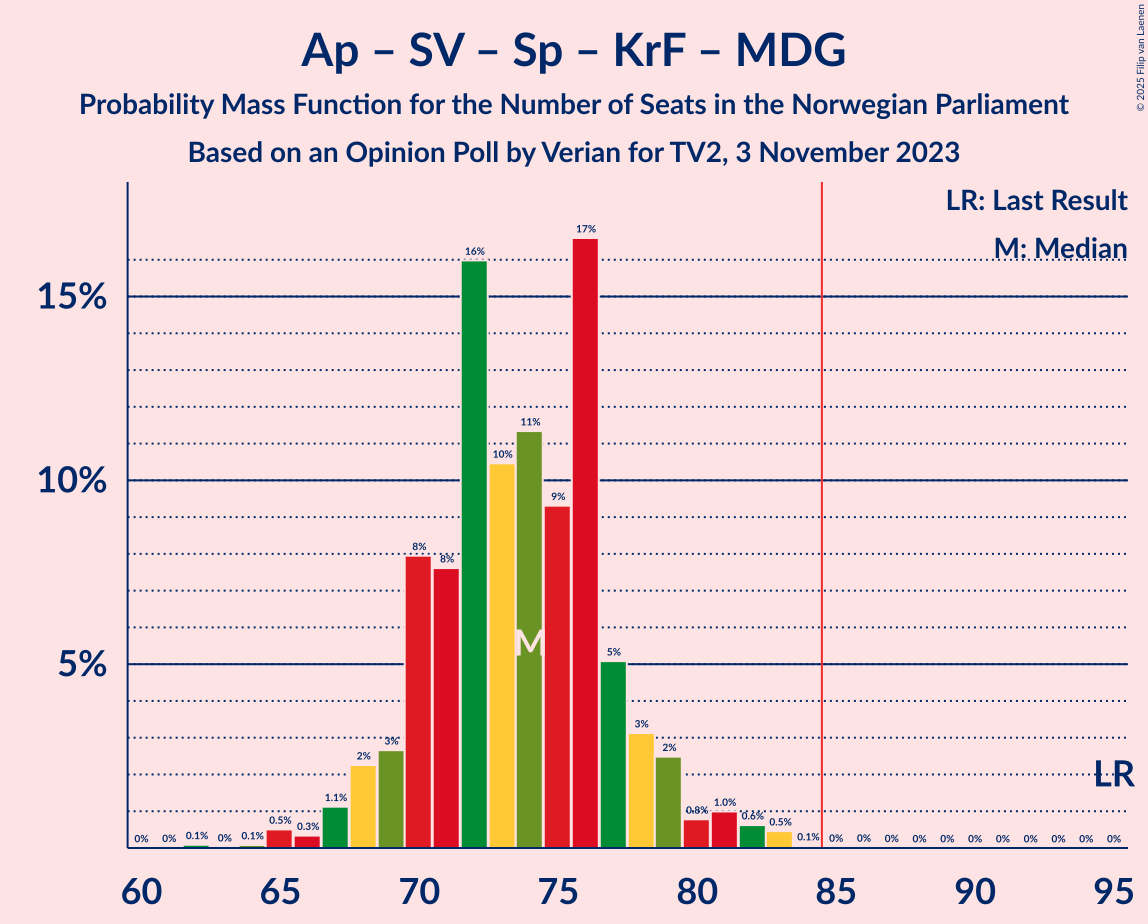 Ap – SV – Sp – KrF – MDG
Probability Mass Function for the Number of Seats in the Norwegian Parliament
Based on an Opinion Poll by Verian for TV2, 3 November 2023
© 2025 Filip van Laenen
LR: Last Result
M: Median
15%
10%
5%
0% 0% 0.1% 0% 0.1% 0.5% 0.3% 1.1% 2% 3% 8% 8% 16% 10% 11% 9% 17% 5% 3% 2% 0.8% 1.0% 0.6% 0.5% 0.1% 0% 0% 0% 0% 0% 0% 0% 0% 0% 0% 0%
M
LR
60 65 70 75 80 85 90 95